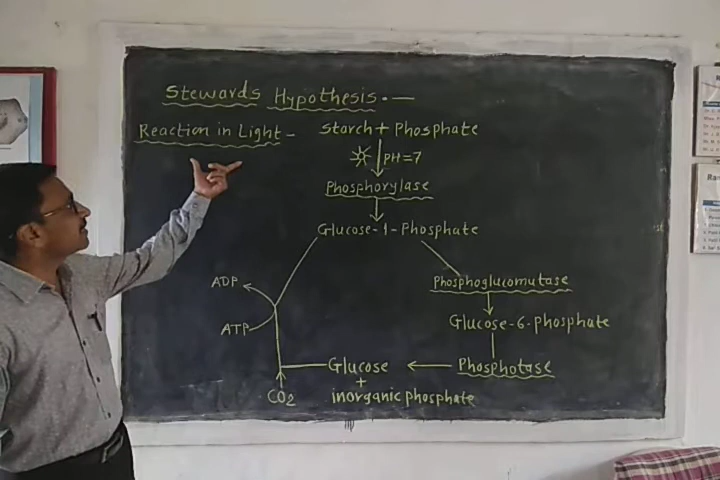 Stewards Hypothesis.—
Reaction in Light –
Starch + Phosphate
PH=7
Phosphorylase
Glucose-1-Phosphate
ADP
Phosphoglucomutase
ATP
Glucose-6-phosphate
Glucose
Phosphotase
+
CO2
inorganic phosphate